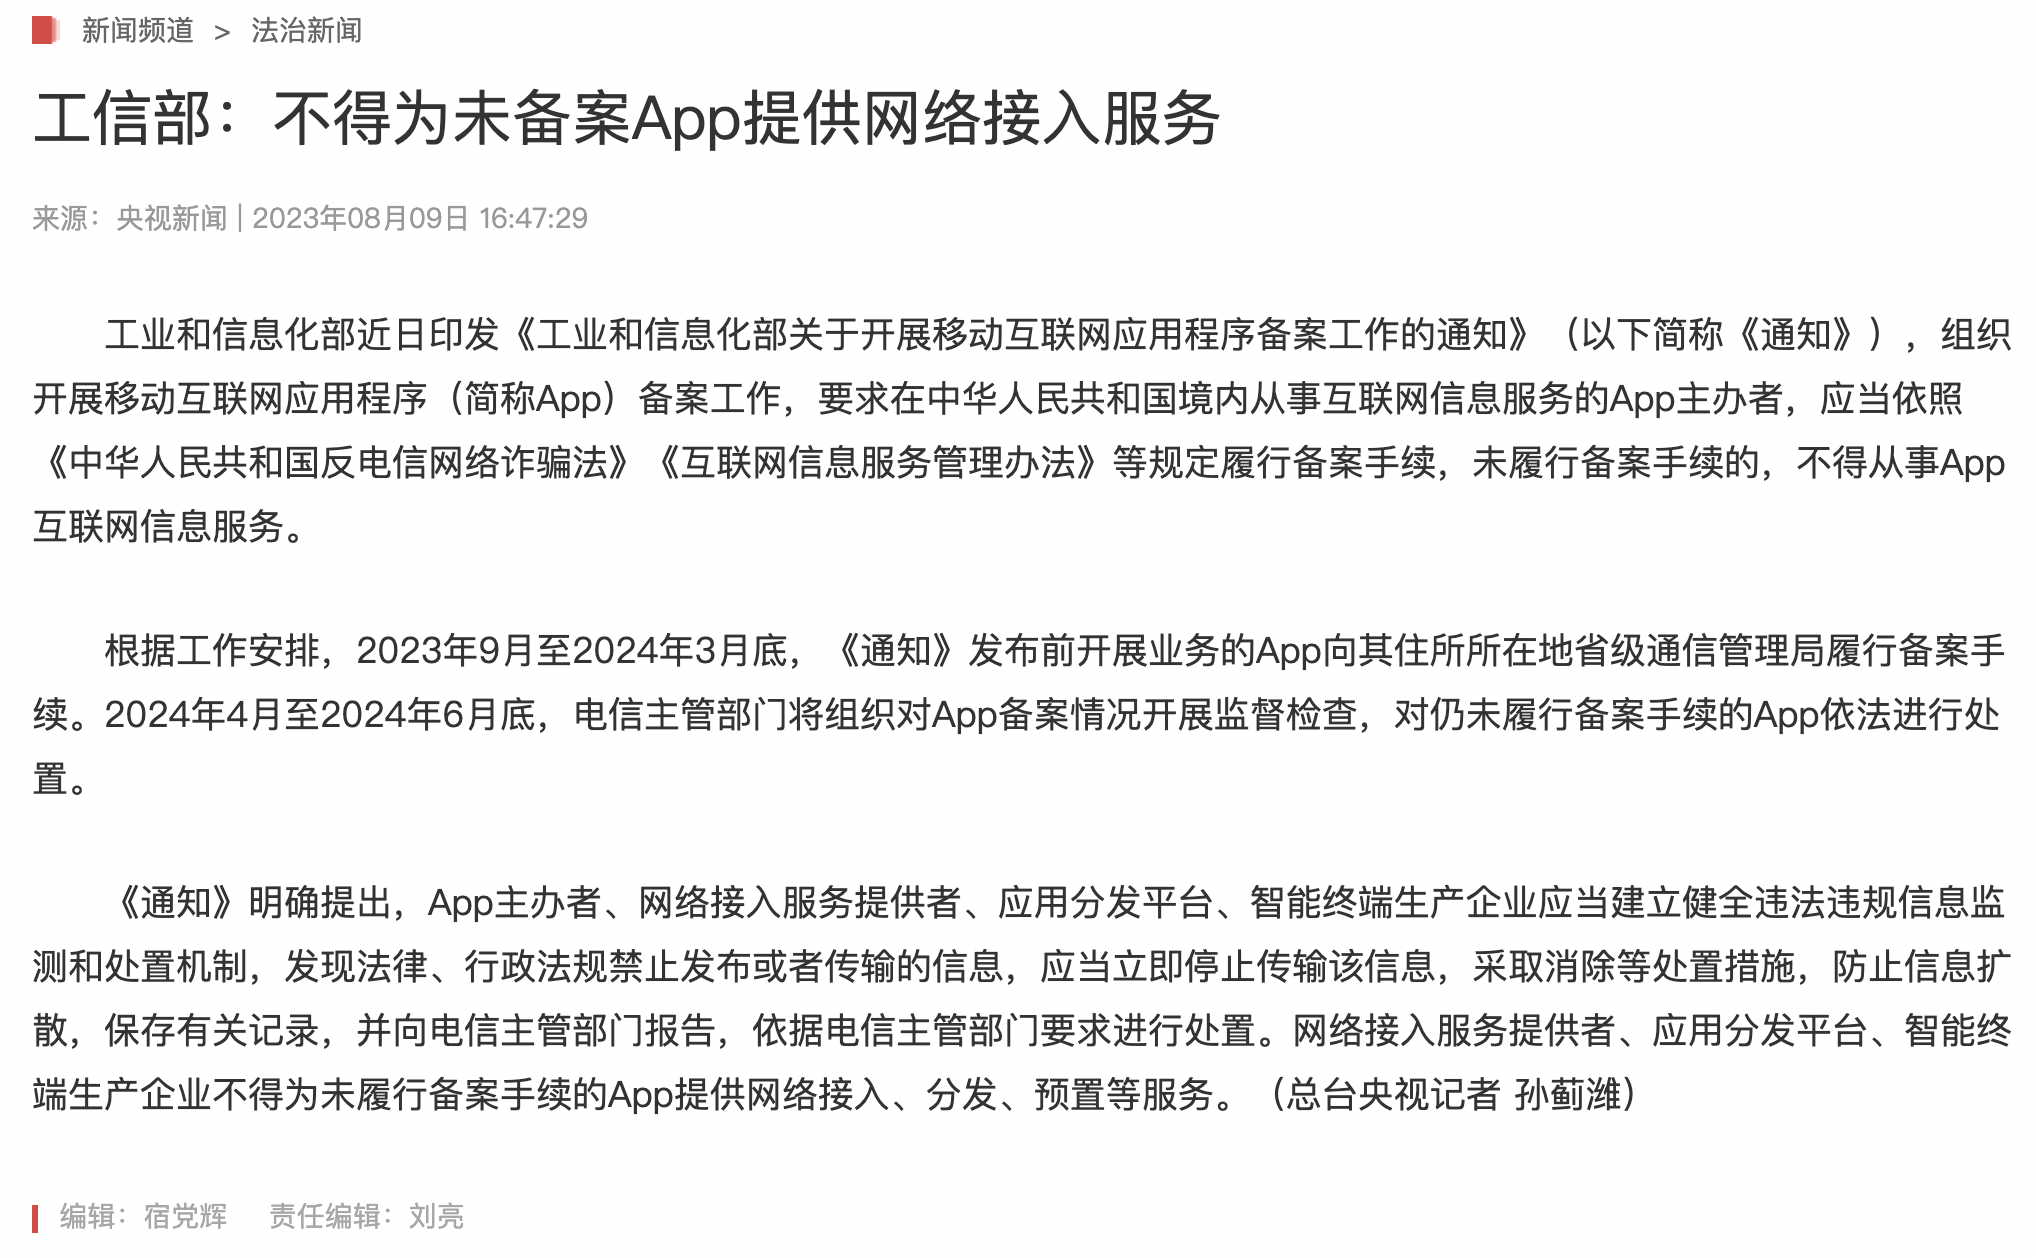 新闻频道 > 法治新闻
工信部：不得为未备案App提供网络接入服务
来源：央视新闻 | 2023年08月09日 16:47:29
工业和信息化部近日印发《工业和信息化部关于开展移动互联网应用程序备案工作的通知》（以下简称《通知》），组织
开展移动互联网应用程序（简称App）备案工作，要求在中华人民共和国境内从事互联网信息服务的App主办者，应当依照
《中华人民共和国反电信网络诈骗法》《互联网信息服务管理办法》等规定履行备案手续，未履行备案手续的，不得从事App
互联网信息服务。
根据工作安排，2023年9月至2024年3月底，《通知》发布前开展业务的App向其住所所在地省级通信管理局履行备案手
续。2024年4月至2024年6月底，电信主管部门将组织对App备案情况开展监督检查，对仍未履行备案手续的App依法进行处
置。
《通知》明确提出，App主办者、网络接入服务提供者、应用分发平台、智能终端生产企业应当建立健全违法违规信息监
测和处置机制，发现法律、行政法规禁止发布或者传输的信息，应当立即停止传输该信息，采取消除等处置措施，防止信息扩
散，保存有关记录，并向电信主管部门报告，依据电信主管部门要求进行处置。网络接入服务提供者、应用分发平台、智能终
端生产企业不得为未履行备案手续的App提供网络接入、分发、预置等服务。（总台央视记者 孙蓟潍）
编辑：宿党辉 责任编辑：刘亮